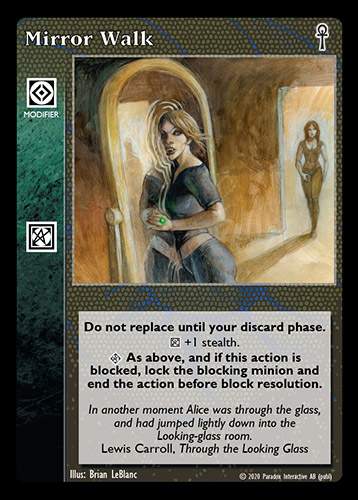 Mirror Walk
MODIFIER
Do not replace until your discard phase.
+1 stealth.
As above, and if this action is
blocked, lock the blocking minion and
end the action before block resolution.
In another moment Alice was through the glass,
and had jumped lightly down into the
Looking-glass room.
Lewis Carroll, Through the Looking Glass
Illus: Brian LeBlanc
© 2020 Paradox Interactive AB (publ)